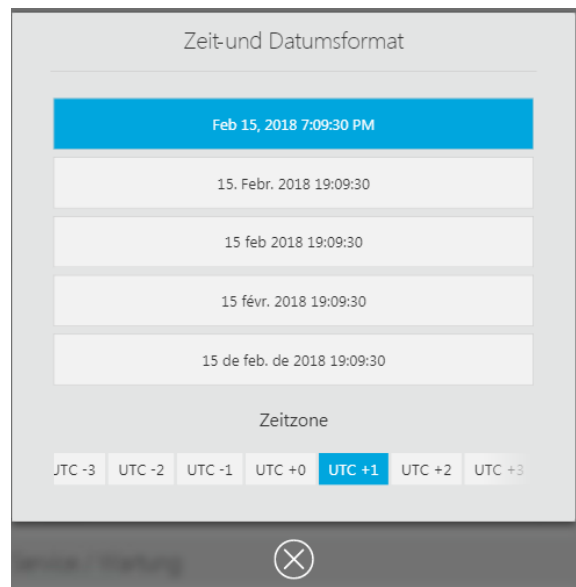 Zeit-und Datumsformat
Feb 15, 2018 7:09:30 PM
15. Febr. 2018 19:09:30
15 feb 2018 19:09:30
15 févr. 2018 19:09:30
15 de feb. de 2018 19:09:30
Zeitzone
UTC -3 UTC -2 UTC -1 UTC +0 UTC +1 UTC +2 UTC +3
Service / Wartung